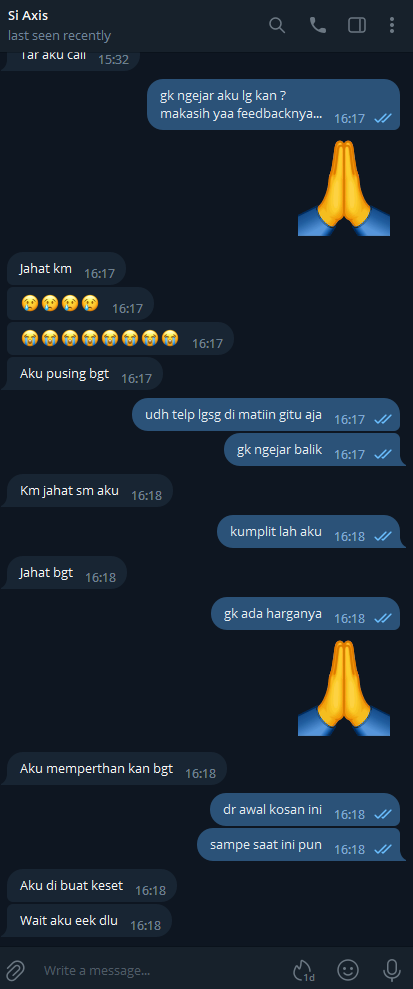 Si Axis
last seen recently
Tar aku call 15:32
gk ngejar aku lg kan ?
makasih yaa feedbacknya... 16:17
Jahat km 16:17
😢😢😢😢 16:17
😭😭😭😭😭😭😭😭 16:17
Aku pusing bgt 16:17
udh telp lgsg di matiin gitu aja 16:17
gk ngejar balik 16:17
Km jahat sm aku 16:18
kumplit lah aku 16:18
Jahat bgt 16:18
gk ada harganya 16:18
Aku memperthan kan bgt 16:18
dr awal kosan ini 16:18
sampe saat ini pun 16:18
Aku di buat keset 16:18
Wait aku eek dlu 16:18
Write a message...
1d